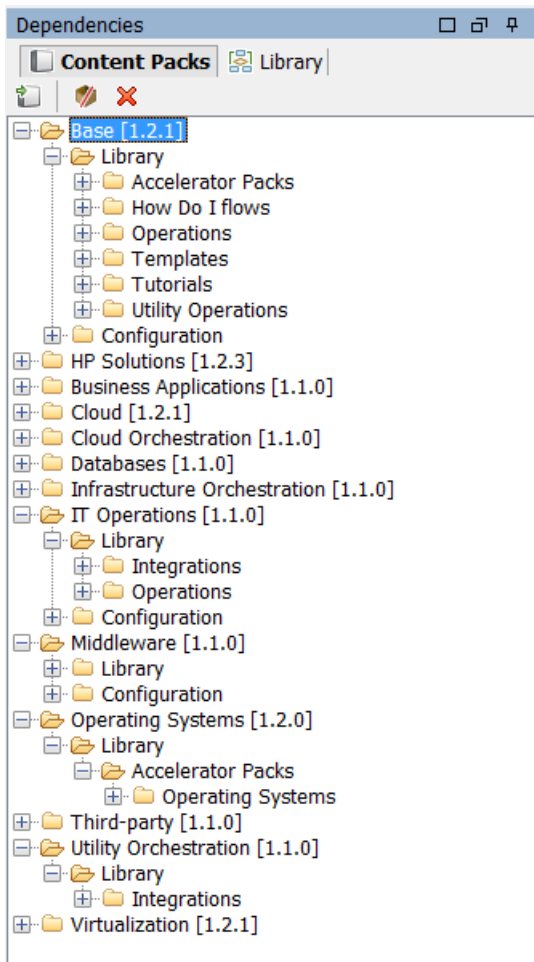 Dependencies
Content Packs Library
Base [1.2.1]
Library
Accelerator Packs
How Do I flows
Operations
Templates
Tutorials
Utility Operations
Configuration
HP Solutions [1.2.3]
Business Applications [1.1.0]
Cloud [1.2.1]
Cloud Orchestration [1.1.0]
Databases [1.1.0]
Infrastructure Orchestration [1.1.0]
IT Operations [1.1.0]
Library
Integrations
Operations
Configuration
Middleware [1.1.0]
Library
Configuration
Operating Systems [1.2.0]
Library
Accelerator Packs
Operating Systems
Third-party [1.1.0]
Utility Orchestration [1.1.0]
Library
Integrations
Virtualization [1.2.1]